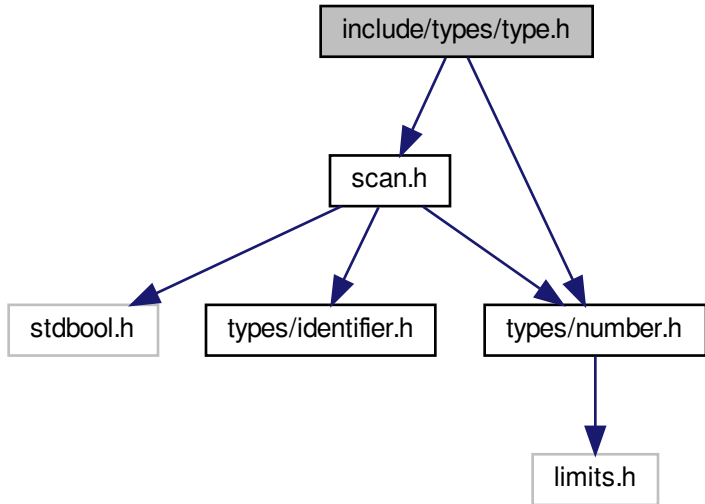 include/types/type.h
scan.h
stdbool.h
types/identifier.h
types/number.h
limits.h